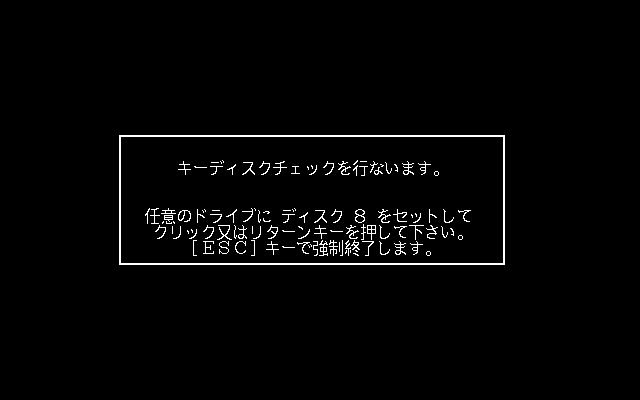 キーディスクチェックを行ないます。
任意のドライブに ディスク ８ をセットして
クリック又はリターンキーを押して下さい。
［ＥＳＣ］キーで強制終了します。